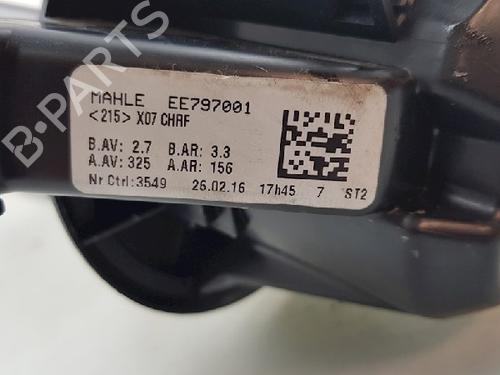 B-PARTS
MAHLE EE797001
<215> X07 CHRF
B.AV: 2.7 B.AR: 3.3
A.AV: 325 A.AR: 156
Nr Ctrl:3549 26.02.16 17h45 7 ST2